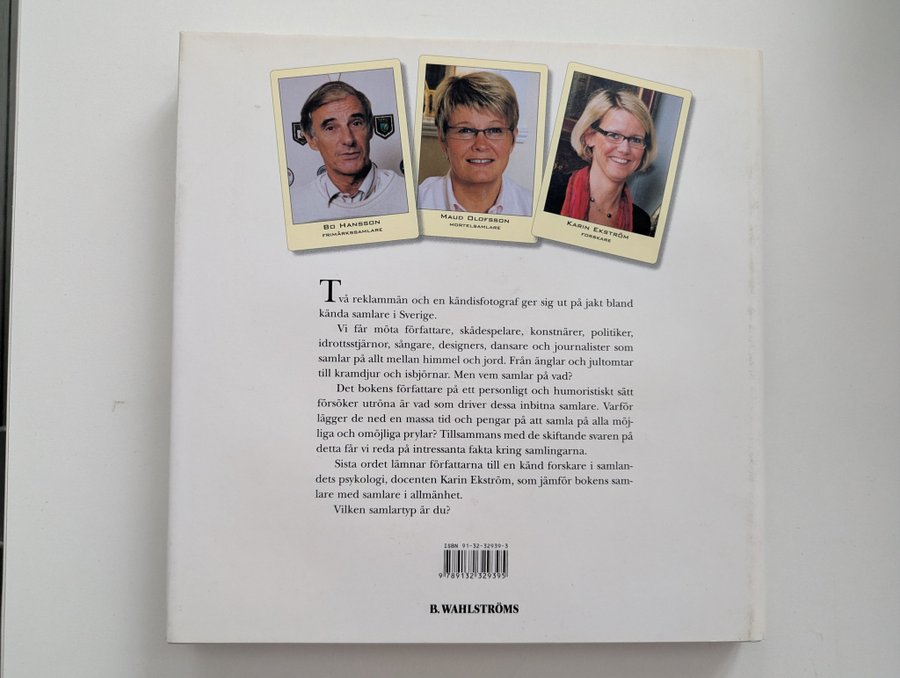 BO HANSSON
FRIMÄRKSSAMLARE
MAUD OLOFSSON
MORTELSAMLARE
KARIN EKSTRÖM
FORSKARE
Två reklammän och en kändisfotograf ger sig ut på jakt bland
kända samlare i Sverige.
Vi får möta författare, skådespelare, konstnärer, politiker,
idrottsstjärnor, sångare, designers, dansare och journalister som
samlar på allt mellan himmel och jord. Från änglar och jultomtar
till kramdjur och isbjörnar. Men vem samlar på vad?
Det bokens författare på ett personligt och humoristiskt sätt
försöker utröna är vad som driver dessa inbitna samlare. Varför
lägger de ned en massa tid och pengar på att samla på alla möj-
liga och omöjliga prylar? Tillsammans med de skiftande svaren på
detta får vi reda på intressanta fakta kring samlingarna.
Sista ordet lämnar författarna till en känd forskare i samlan-
dets psykologi, docenten Karin Ekström, som jämför bokens sam-
lare med samlare i allmänhet.
Vilken samlartyp är du?
ISBN 91-32-32939-3
9 789132 329395
B. WAHLSTRÖMS